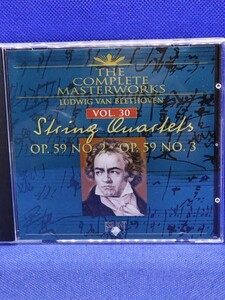 THE
COMPLETE
MASTERWORKS
LUDWIG VAN BEETHOVEN
VOL. 30
String Quartets
OP. 59 NO. 2 · OP. 59 NO. 3